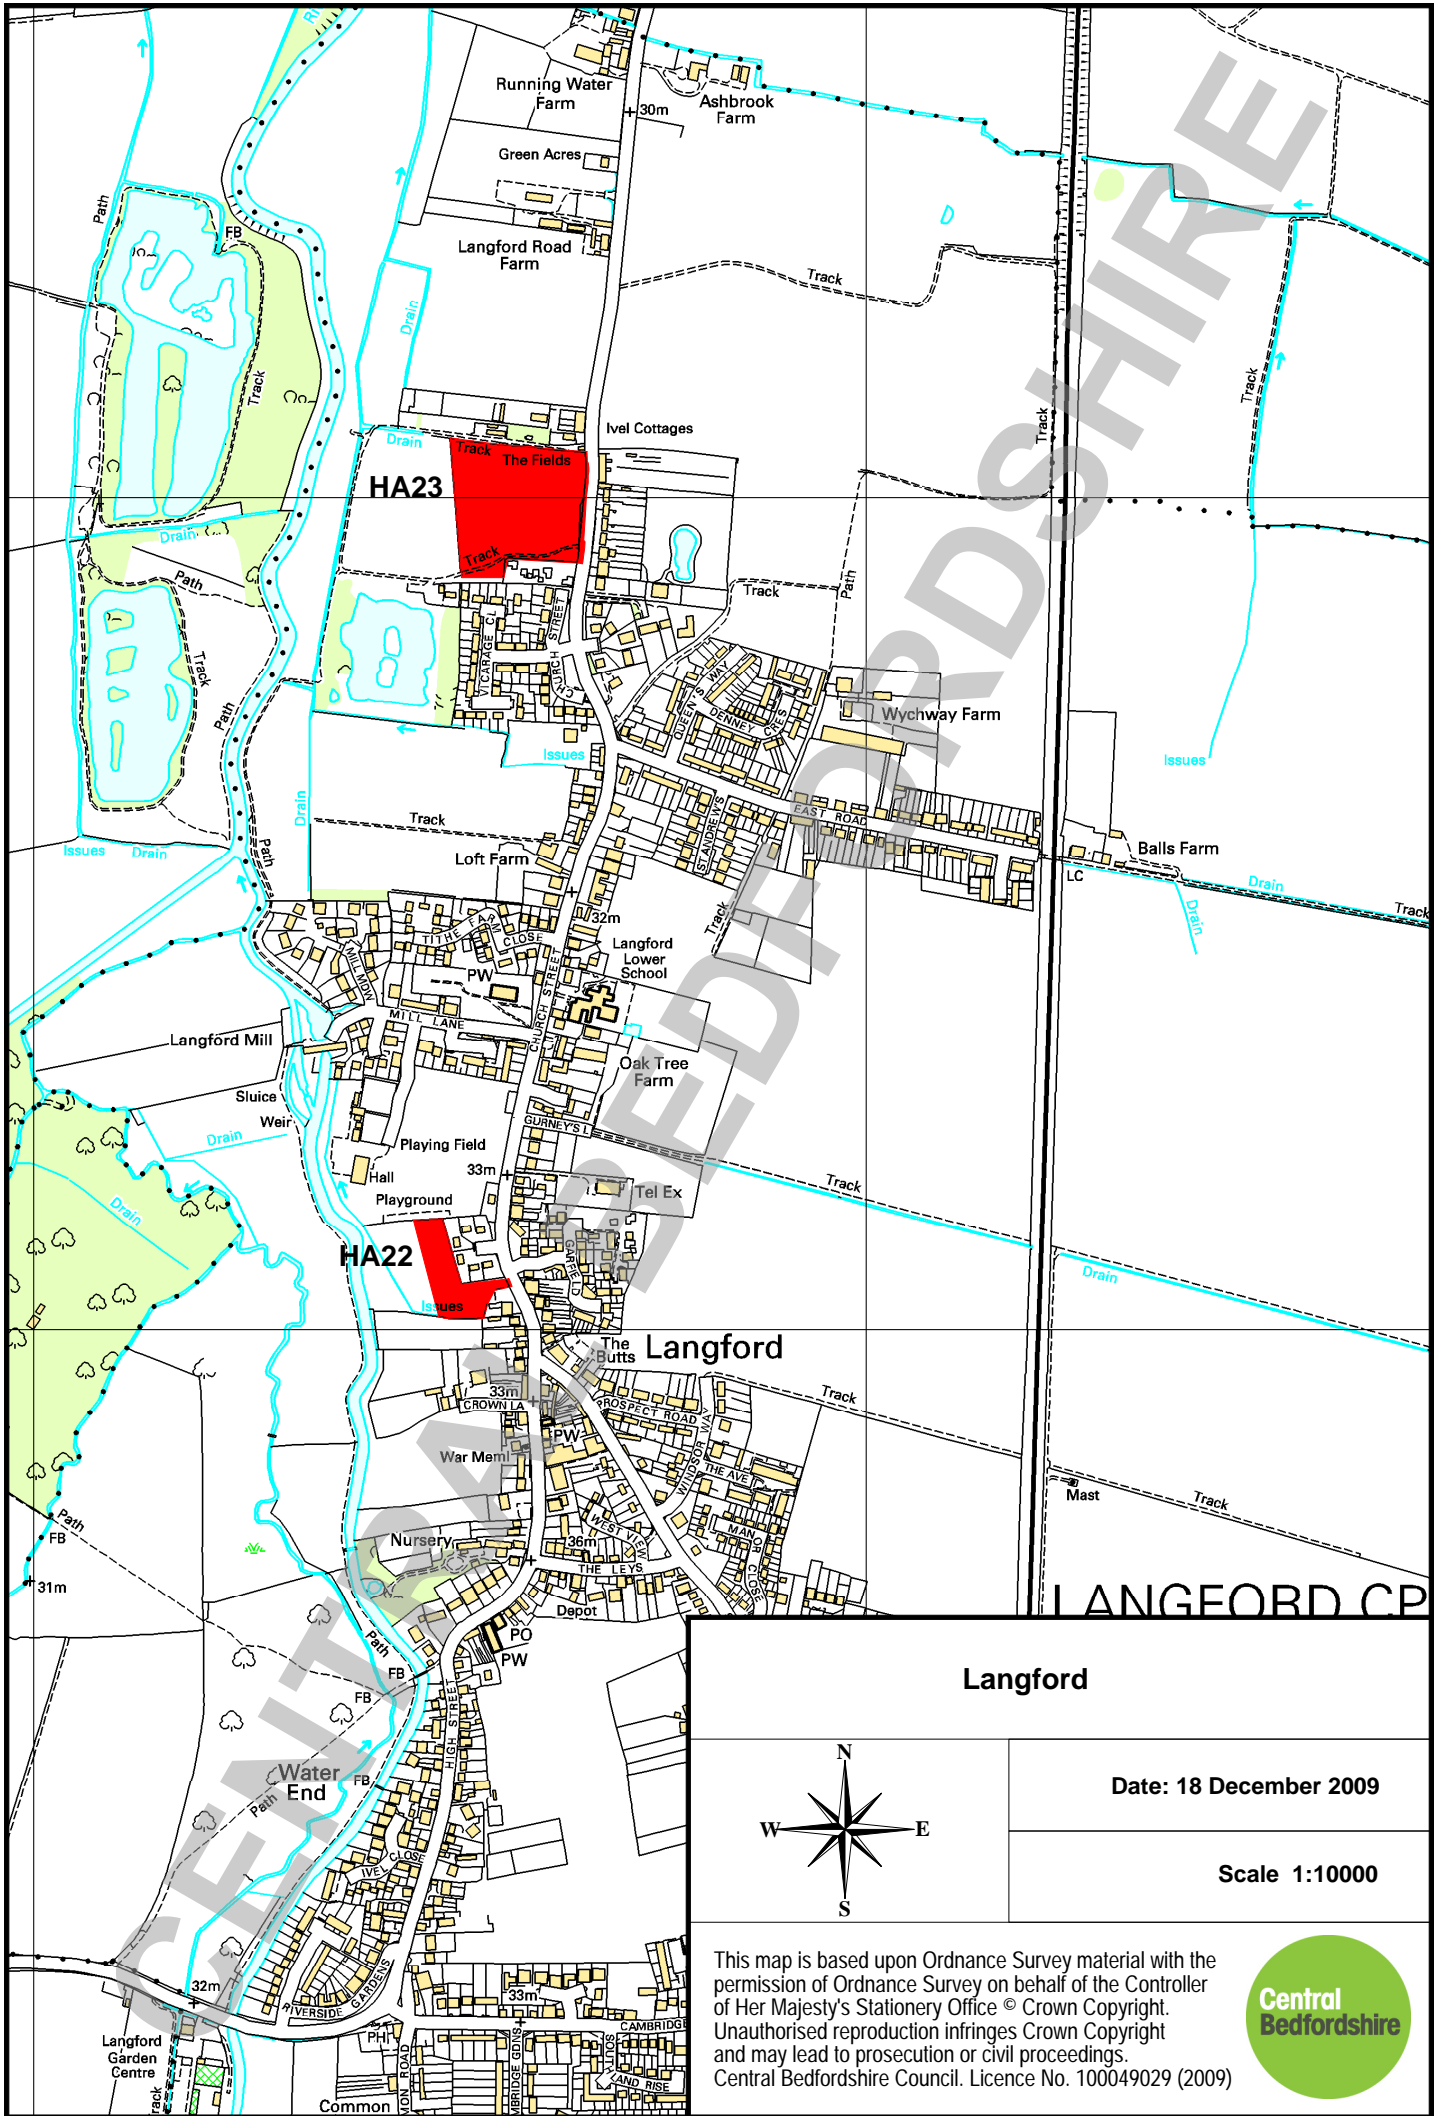 Running Water
Farm
Ashbrook
Farm
30m
Green Acres
Path
FB
Langford Road
Farm
Track
Drain
Track
Track
Track
Ivel Cottages
Drain
Track
The Fields
HA23
Drain
Track
Path
Track
Path
Track
VICARAGE CL
CHURCH STREET
CHURCH
Path
QUEEN'S WAY
DENNEY CRES
Wychway Farm
Issues
Issues
Drain
Track
EAST ROAD
ST ANDREW'S
Issues
Drain
Path
Loft Farm
Balls Farm
LC
Drain
Track
Drain
32m
TITHE FARM
CLOSE
Track
Langford
Lower
School
MILL MDW
PW
CHURCH STREET
MILL LANE
Langford Mill
Oak Tree
Farm
Sluice
Weir
GURNEY'S L
Drain
Playing Field
33m
Hall
Track
Tel Ex
Playground
Drain
HA22
GARFIELD
Drain
Issues
The
Butts
Langford
33m
CROWN LA
Track
PROSPECT ROAD
PW
WINDSOR WAY
War Meml
THE AVE
Mast
Track
Path
FB
WEST VIEW
MANOR CLOSE
Nursery
36m
31m
THE LEYS
LANGFORD CP
Depot
Path
PO
PW
FB
FB
HIGH STREET
Water
End
FB
Path
IVEL CLOSE
32m
RIVERSIDE GARDENS
33m
PH
CAMBRIDGE
Langford
Garden
Centre
Track
Common
MON ROAD
MBRIDGE GDNS
SOUTH
LAND RISE
CENTRAL BEDFORDSHIRE
Langford
N
W
E
S
Date: 18 December 2009
Scale 1:10000
This map is based upon Ordnance Survey material with the
permission of Ordnance Survey on behalf of the Controller
of Her Majesty's Stationery Office © Crown Copyright.
Unauthorised reproduction infringes Crown Copyright
and may lead to prosecution or civil proceedings.
Central Bedfordshire Council. Licence No. 100049029 (2009)
Central
Bedfordshire